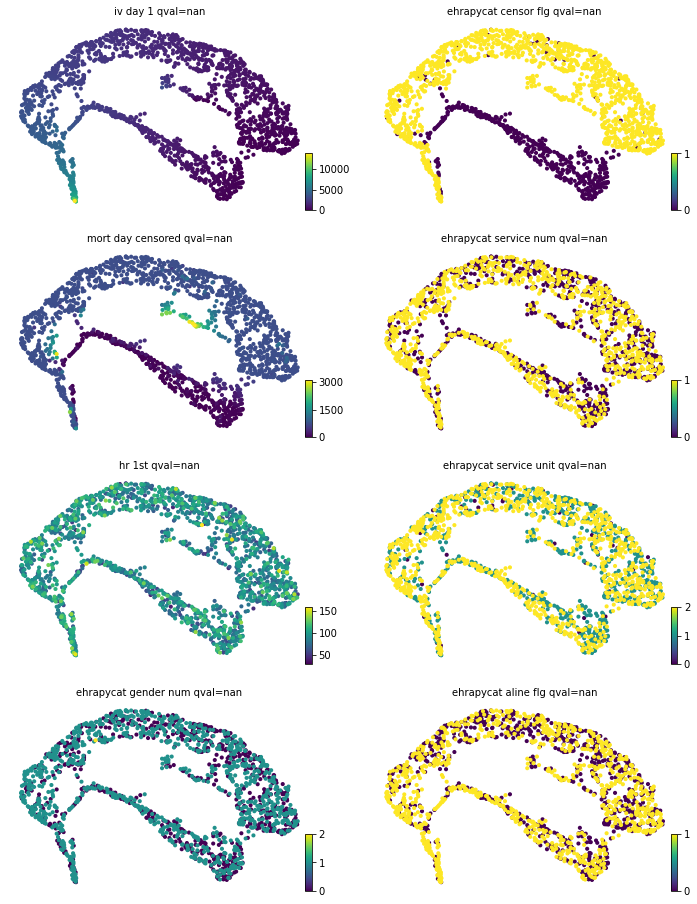 iv day 1 qval=nan
ehrapycat censor flg qval=nan
10000
5000
0
1
0
mort day censored qval=nan
ehrapycat service num qval=nan
3000
1500
0
1
0
hr 1st qval=nan
ehrapycat service unit qval=nan
150
100
50
2
1
0
ehrapycat gender num qval=nan
ehrapycat aline flg qval=nan
2
1
0
1
0